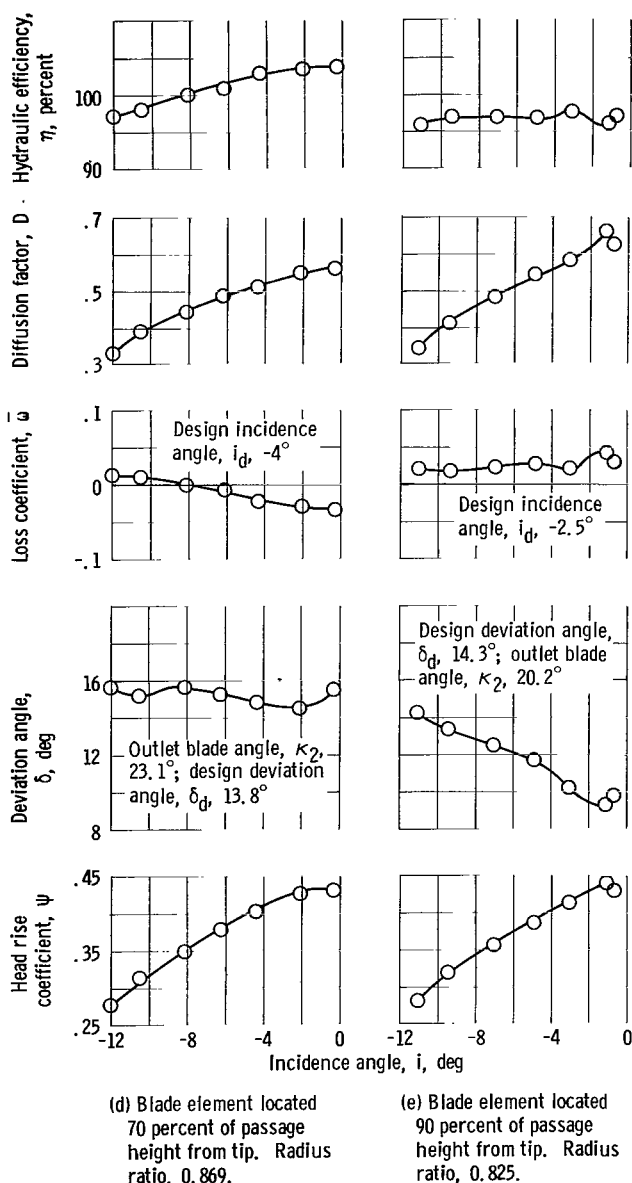 Hydraulic efficiency,
η, percent
100
90
Diffusion factor, D
.7
.5
.3
Loss coefficient, ω̅
.1
0
-.1
Design incidence
angle, i_d, -4°
Design incidence
angle, i_d, -2.5°
Deviation angle,
δ, deg
16
12
8
Outlet blade angle, κ₂,
23.1°; design deviation
angle, δ_d, 13.8°
Design deviation angle,
δ_d, 14.3°; outlet blade
angle, κ₂, 20.2°
Head rise
coefficient, ψ
.45
.35
.25
-12 -8 -4 0
-12 -8 -4 0
Incidence angle, i, deg
(d) Blade element located
70 percent of passage
height from tip. Radius
ratio, 0.869.
(e) Blade element located
90 percent of passage
height from tip. Radius
ratio, 0.825.